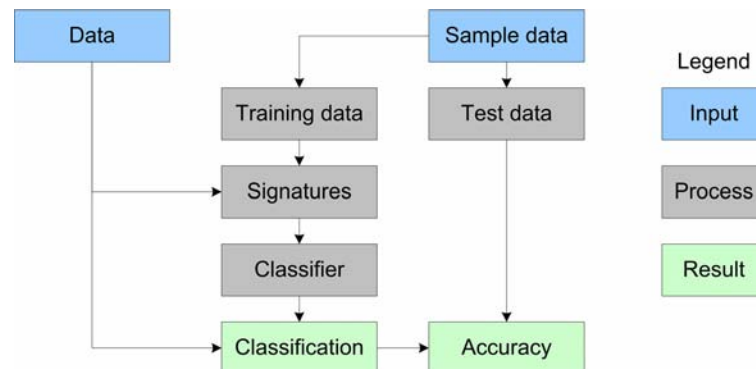 Data
Sample data
Legend
Training data
Test data
Input
Signatures
Process
Classifier
Result
Classification
Accuracy